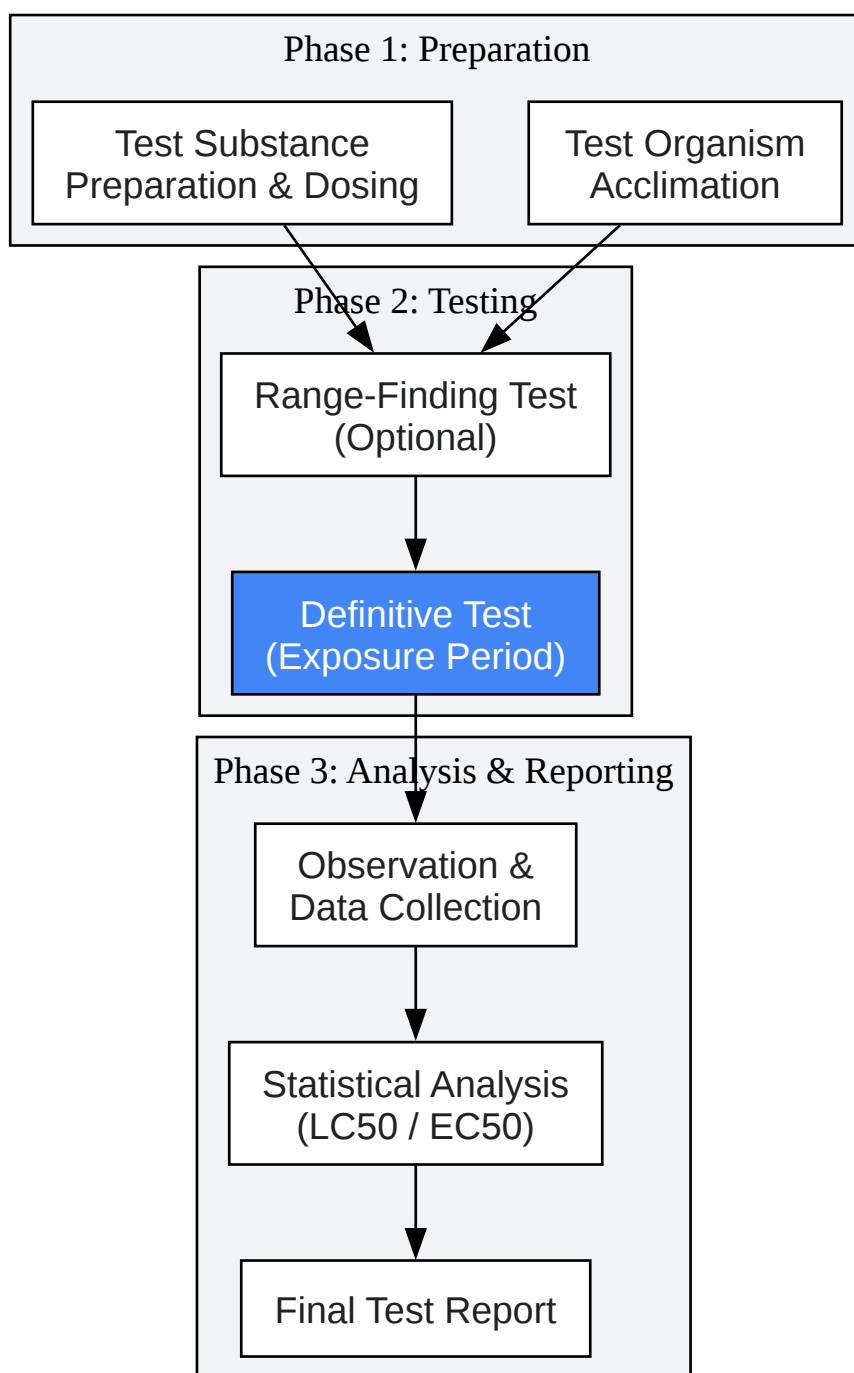 Phase 1: Preparation
Test Substance
Preparation & Dosing
Test Organism
Acclimation
Phase 2: Testing
Range-Finding Test
(Optional)
Definitive Test
(Exposure Period)
Phase 3: Analysis & Reporting
Observation &
Data Collection
Statistical Analysis
(LC50 / EC50)
Final Test Report